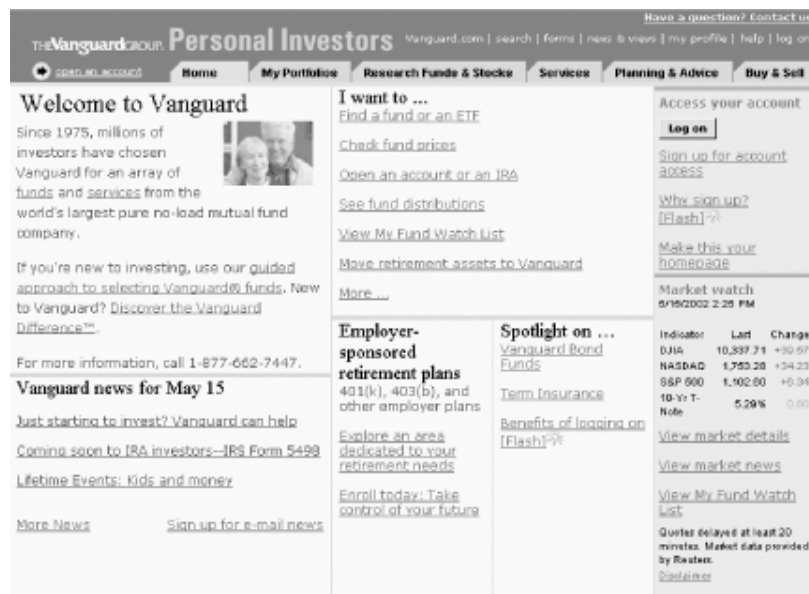 Have a question? Contact us
THEVanguardGROUP. Personal Investors
Vanguard.com | search | forms | news & views | my profile | help | log on
open an account
Home
My Portfolios
Research Funds & Stocks
Services
Planning & Advice
Buy & Sell
Welcome to Vanguard
Since 1975, millions of
investors have chosen
Vanguard for an array of
funds and services from the
world's largest pure no-load mutual fund
company.
If you're new to investing, use our guided
approach to selecting Vanguard® funds. New
to Vanguard? Discover the Vanguard
Difference™.
For more information, call 1-877-662-7447.
Vanguard news for May 15
Just starting to invest? Vanguard can help
Coming soon to IRA investors--IRS Form 5498
Lifetime Events: Kids and money
More News
Sign up for e-mail news
I want to ...
Find a fund or an ETF
Check fund prices
Open an account or an IRA
See fund distributions
View My Fund Watch List
Move retirement assets to Vanguard
More ...
Employer-
sponsored
retirement plans
401(k), 403(b), and
other employer plans
Explore an area
dedicated to your
retirement needs
Enroll today: Take
control of your future
Spotlight on ...
Vanguard Bond
Funds
Term Insurance
Benefits of logging on
[Flash]
Access your account
Log on
Sign up for account
access
Why sign up?
[Flash]
Make this your
homepage
Market watch
5/15/2002 2:25 PM
Indicator Last Change
DJIA 10,337.71 +39.57
NASDAQ 1,753.28 +34.23
S&P 500 1,102.60 +5.34
10-Yr T-
Note 5.29% 0.00
View market details
View market news
View My Fund Watch
List
Quotes delayed at least 20
minutes. Market data provided
by Reuters.
Disclaimer